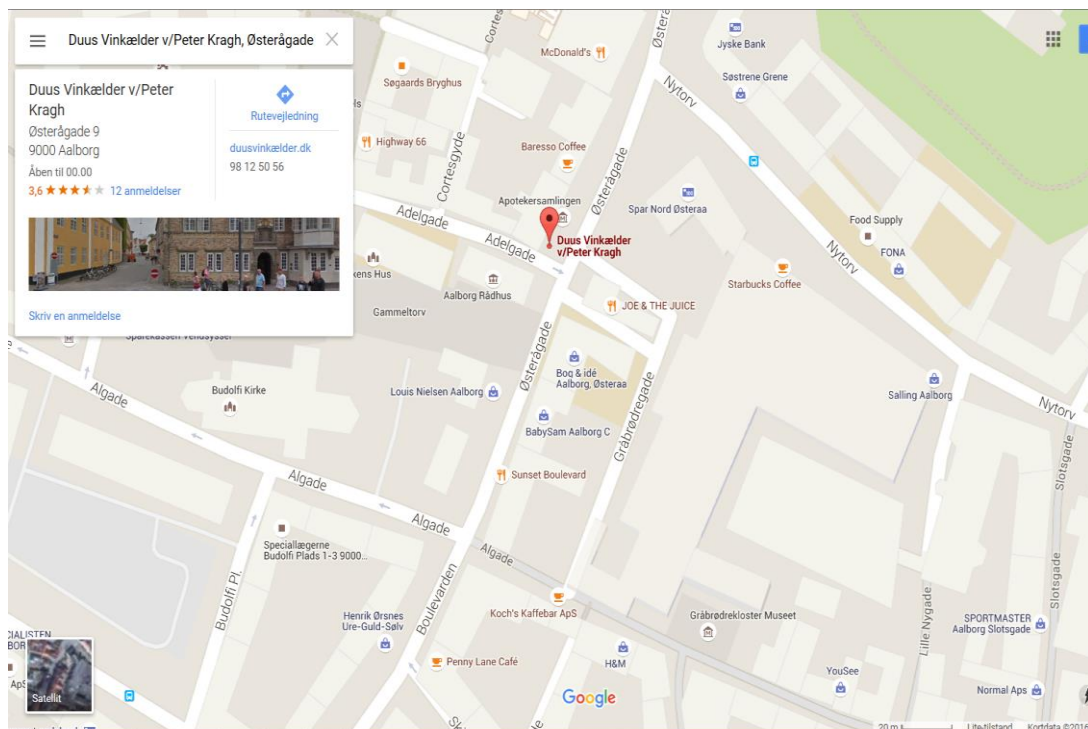 Duus Vinkælder v/Peter Kragh, Østerågade
Duus Vinkælder v/Peter
Kragh
Østerågade 9
9000 Aalborg
Åben til 00.00
3,6
12 anmeldelser
Rutevejledning
duusvinkælder.dk
98 12 50 56
Skriv en anmeldelse
McDonald's
Jyske Bank
Søgaards Bryghus
Søstrene Grene
Nytorv
Highway 66
Cortesgyde
Baresso Coffee
Østerågade
Apotekersamlingen
Spar Nord Østeraa
Adelgade
Adelgade
Duus Vinkælder
v/Peter Kragh
Food Supply
FONA
Nytorv
kens Hus
Aalborg Rådhus
Starbucks Coffee
Gammeltorv
JOE & THE JUICE
Østerågade
Bog & idé
Aalborg, Østeraa
Budolfi Kirke
Louis Nielsen Aalborg
Salling Aalborg
Algade
Nytorv
BabySam Aalborg C
Gråbrødregade
Sunset Boulevard
Algade
Slotsgade
Algade
Speciallægerne
Budolfi Plads 1-3 9000...
Algade
Budolfi Pl.
Boulevarden
Koch's Kaffebar ApS
Gråbrødrekloster Museet
Slotsgade
Henrik Ørsnes
Ure-Guld-Sølv
Lille Nygade
SPORTMASTER
Aalborg Slotsgade
Penny Lane Café
H&M
YouSee
Normal Aps
Satellit
Google
20 m
Lite-tilstand
Kortdata ©2016